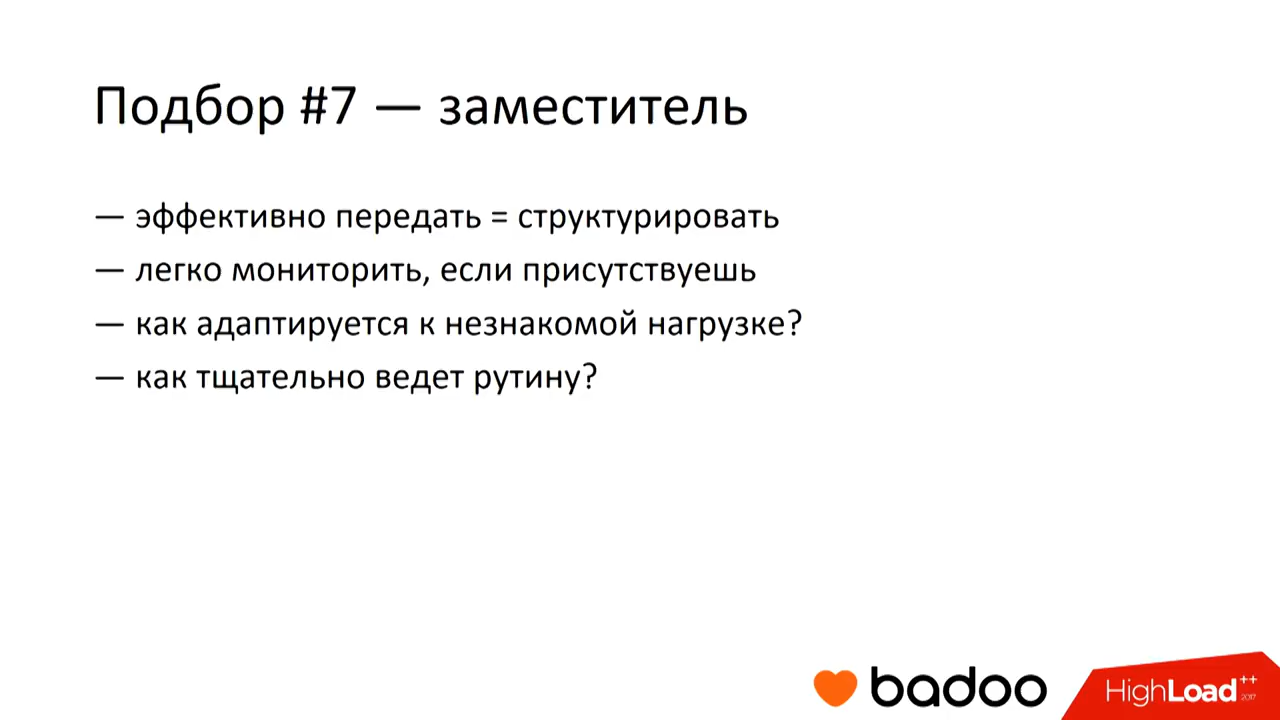 Подбор #7 — заместитель
— эффективно передать = структурировать
— легко мониторить, если присутствуешь
— как адаптируется к незнакомой нагрузке?
— как тщательно ведет рутину?
badoo
HighLoad++ 2017